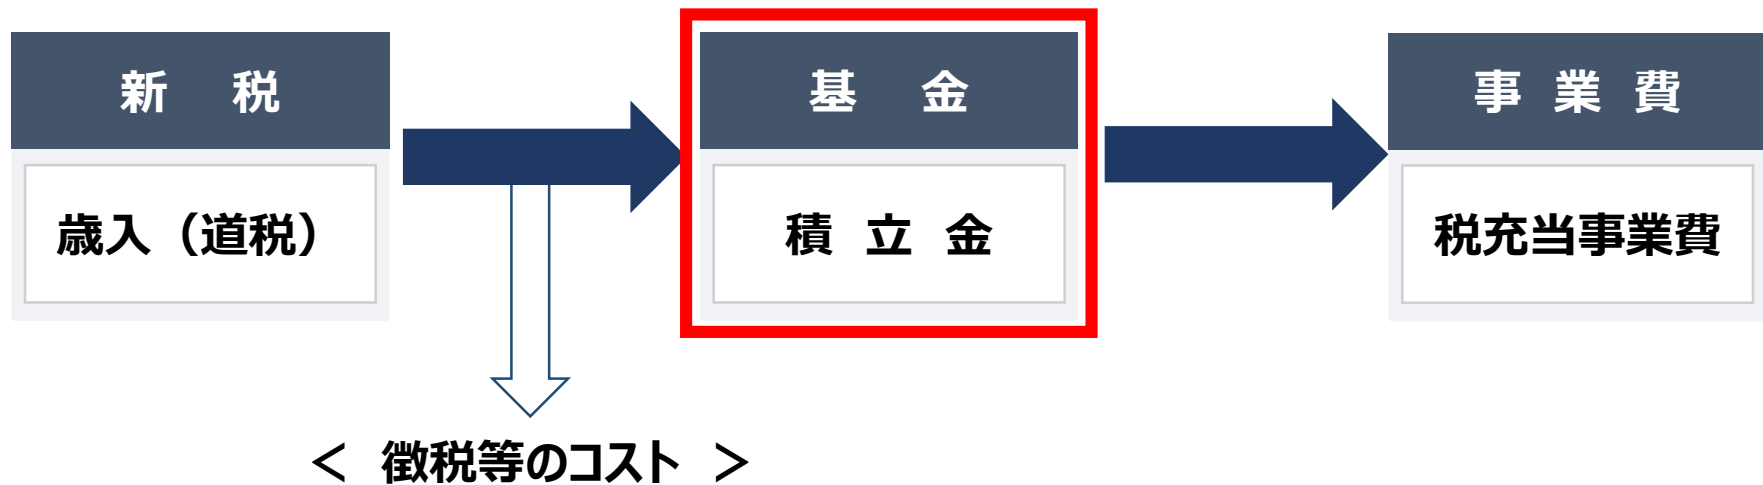 新　税
歳入（道税）
基　金
積 立 金
事 業 費
税充当事業費
＜ 徴税等のコスト ＞